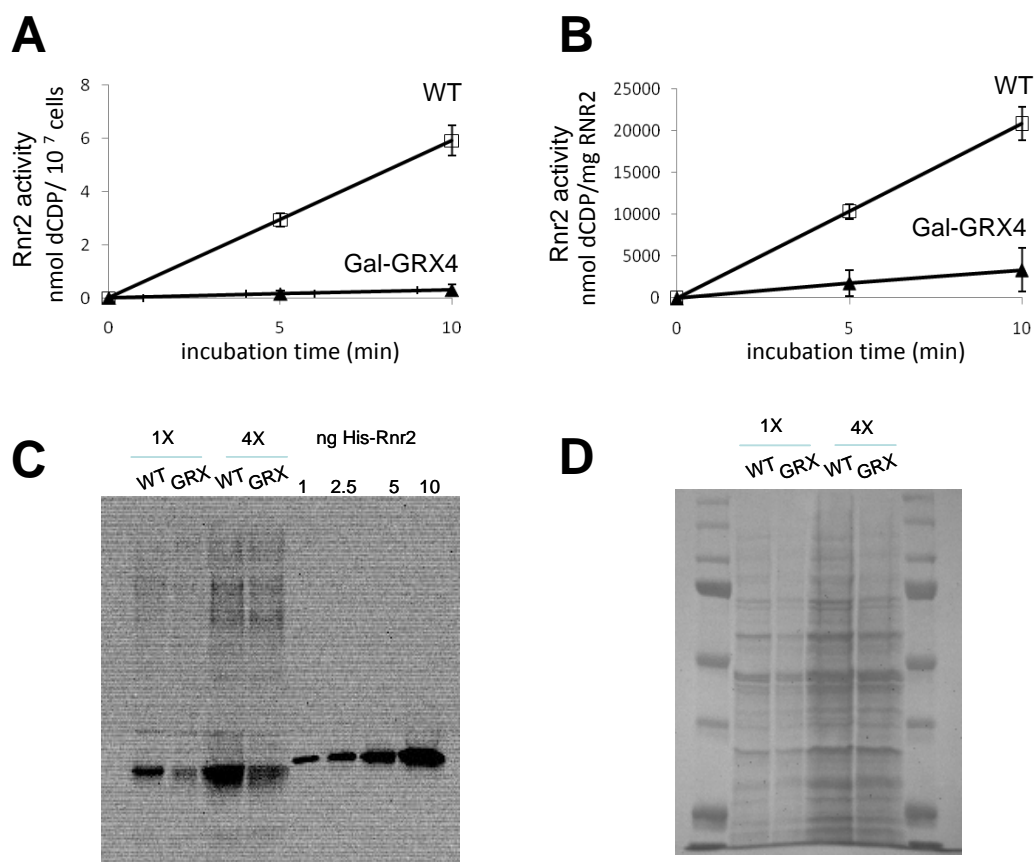 A
8
6
4
2
0
Rnr2 activity
nmol dCDP/ 10 7 cells
WT
Gal-GRX4
0 5 10
incubation time (min)
B
25000
20000
15000
10000
5000
0
Rnr2 activity
nmol dCDP/mg RNR2
WT
Gal-GRX4
0 5 10
incubation time (min)
C
1X 4X ng His-Rnr2
WT GRX WT GRX 1 2.5 5 10
D
1X 4X
WT GRX WT GRX